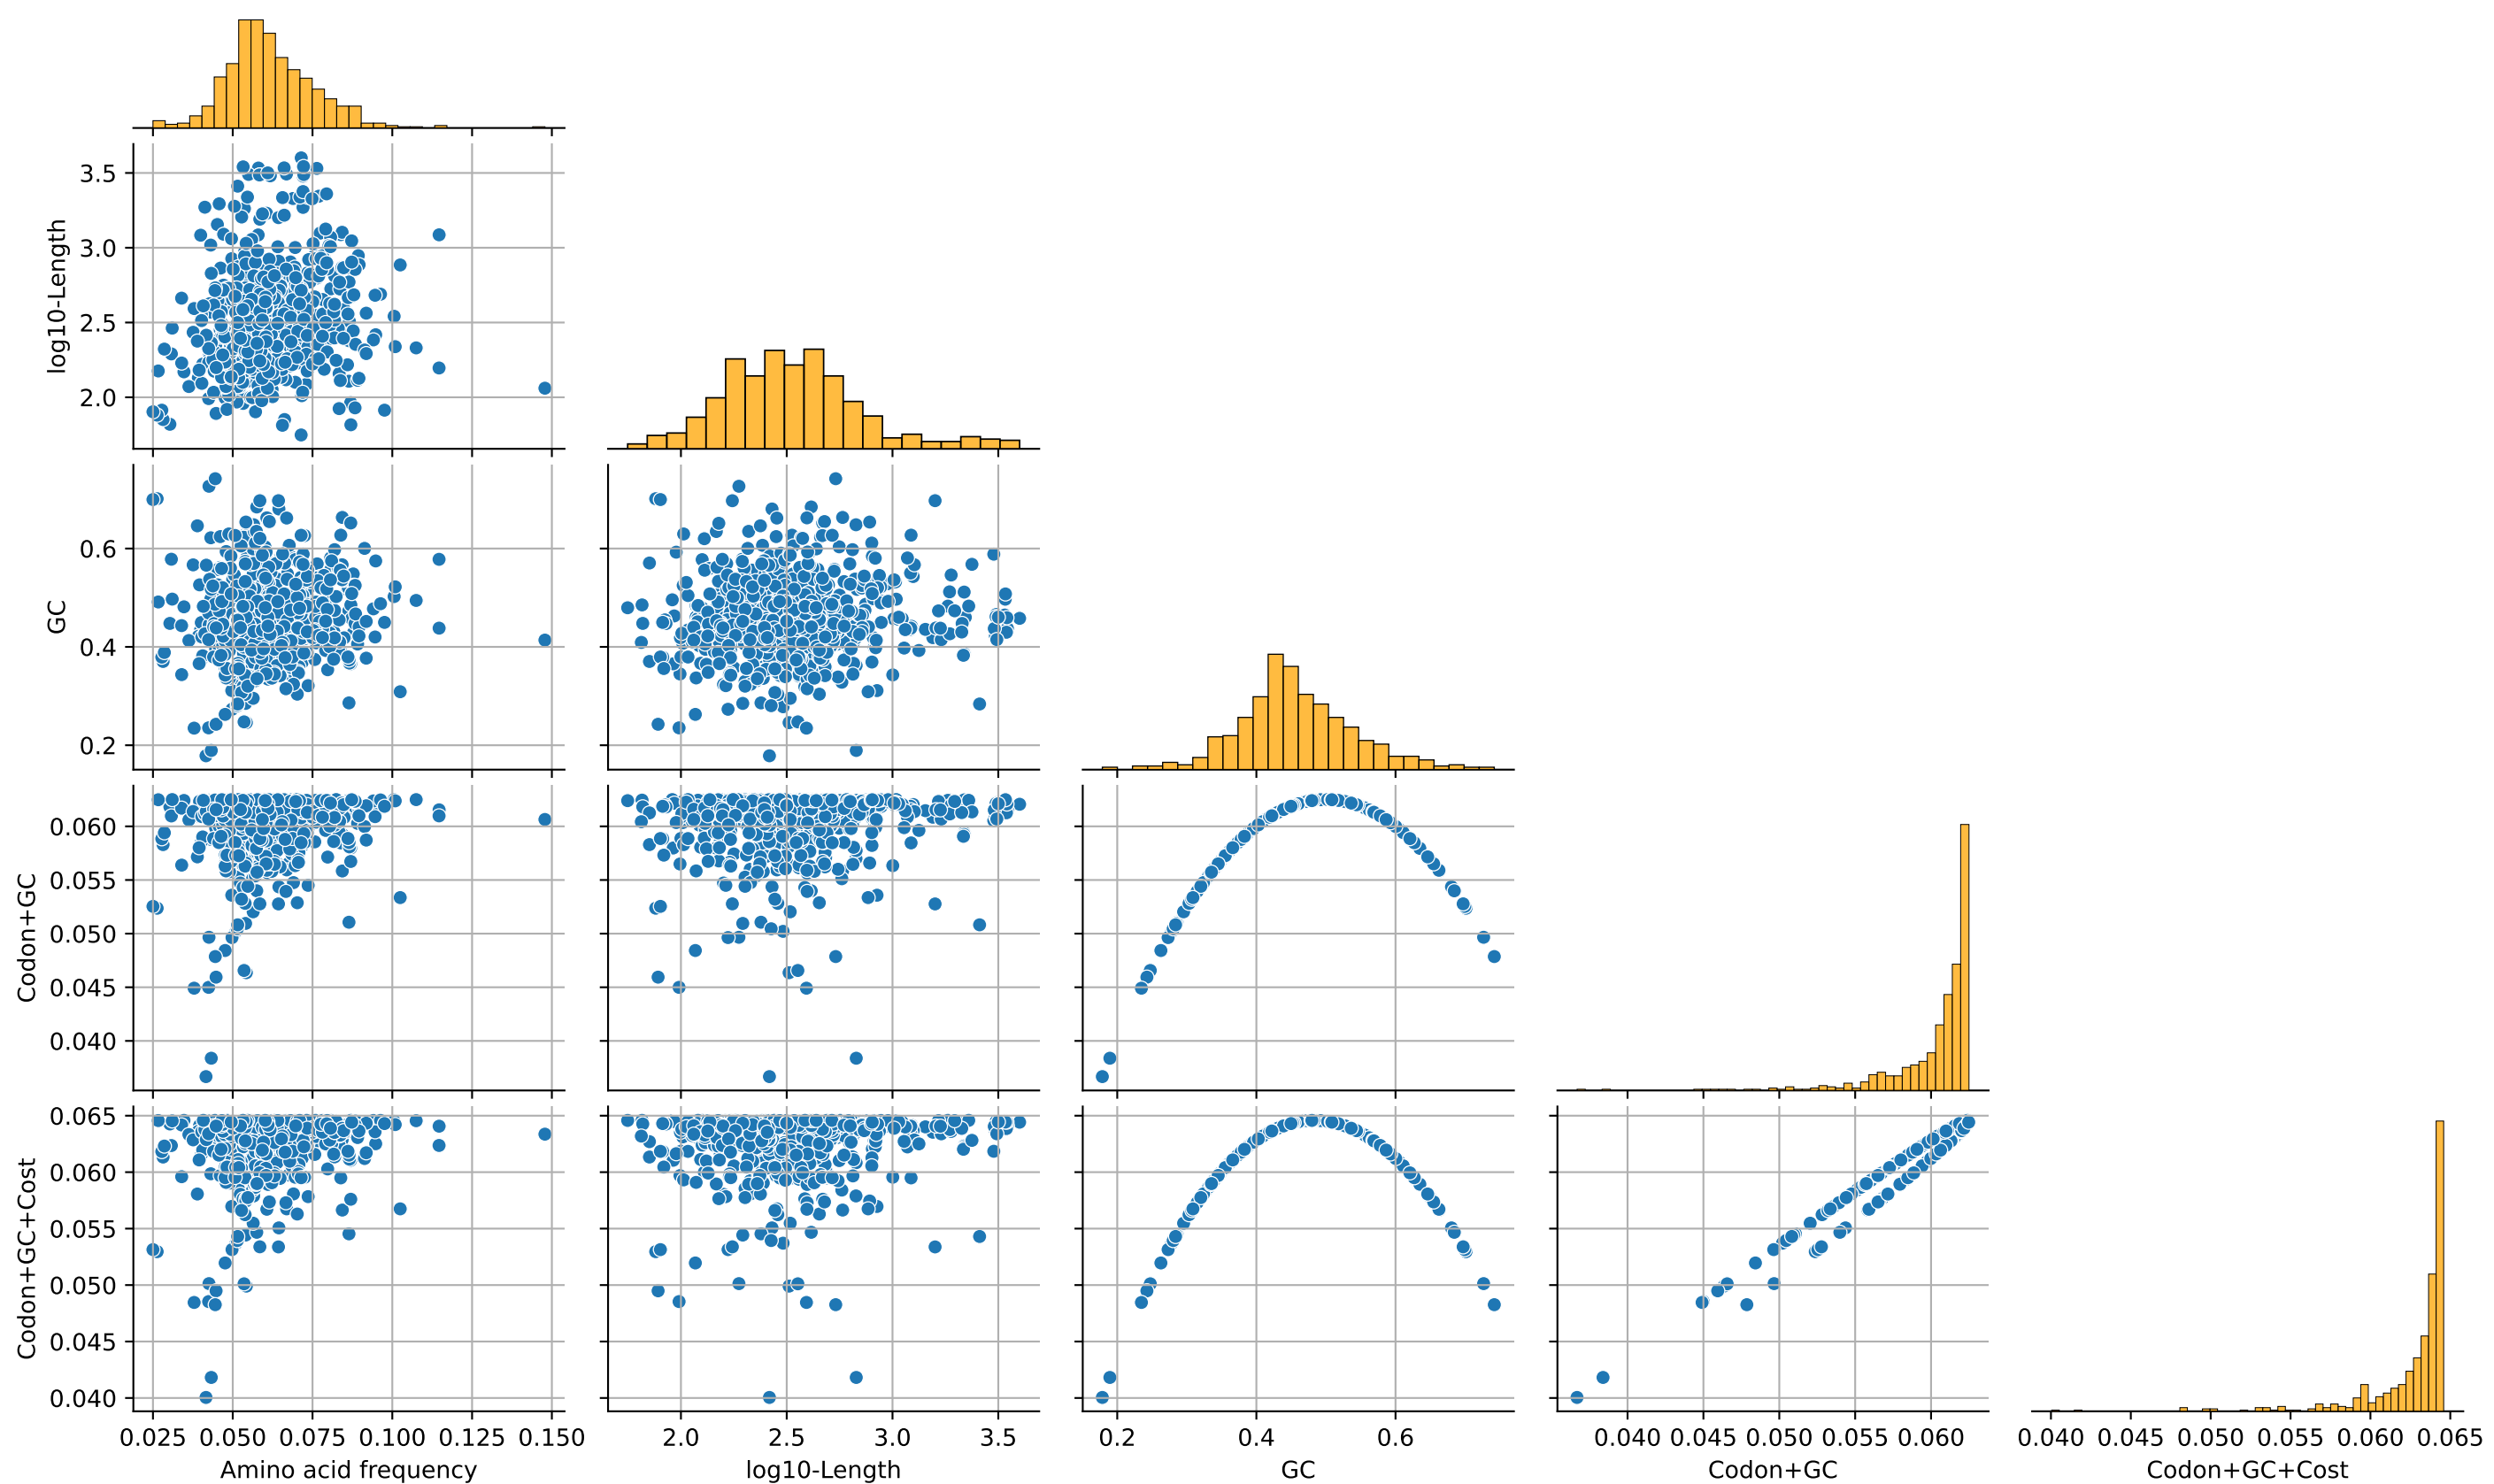 3.5
3.0
2.5
2.0
log10-Length
0.6
0.4
0.2
GC
0.060
0.055
0.050
0.045
0.040
Codon+GC
0.065
0.060
0.055
0.050
0.045
0.040
Codon+GC+Cost
0.025 0.050 0.075 0.100 0.125 0.150
2.0 2.5 3.0 3.5
0.2 0.4 0.6
0.040 0.045 0.050 0.055 0.060
0.040 0.045 0.050 0.055 0.060 0.065
Amino acid frequency
log10-Length
GC
Codon+GC
Codon+GC+Cost